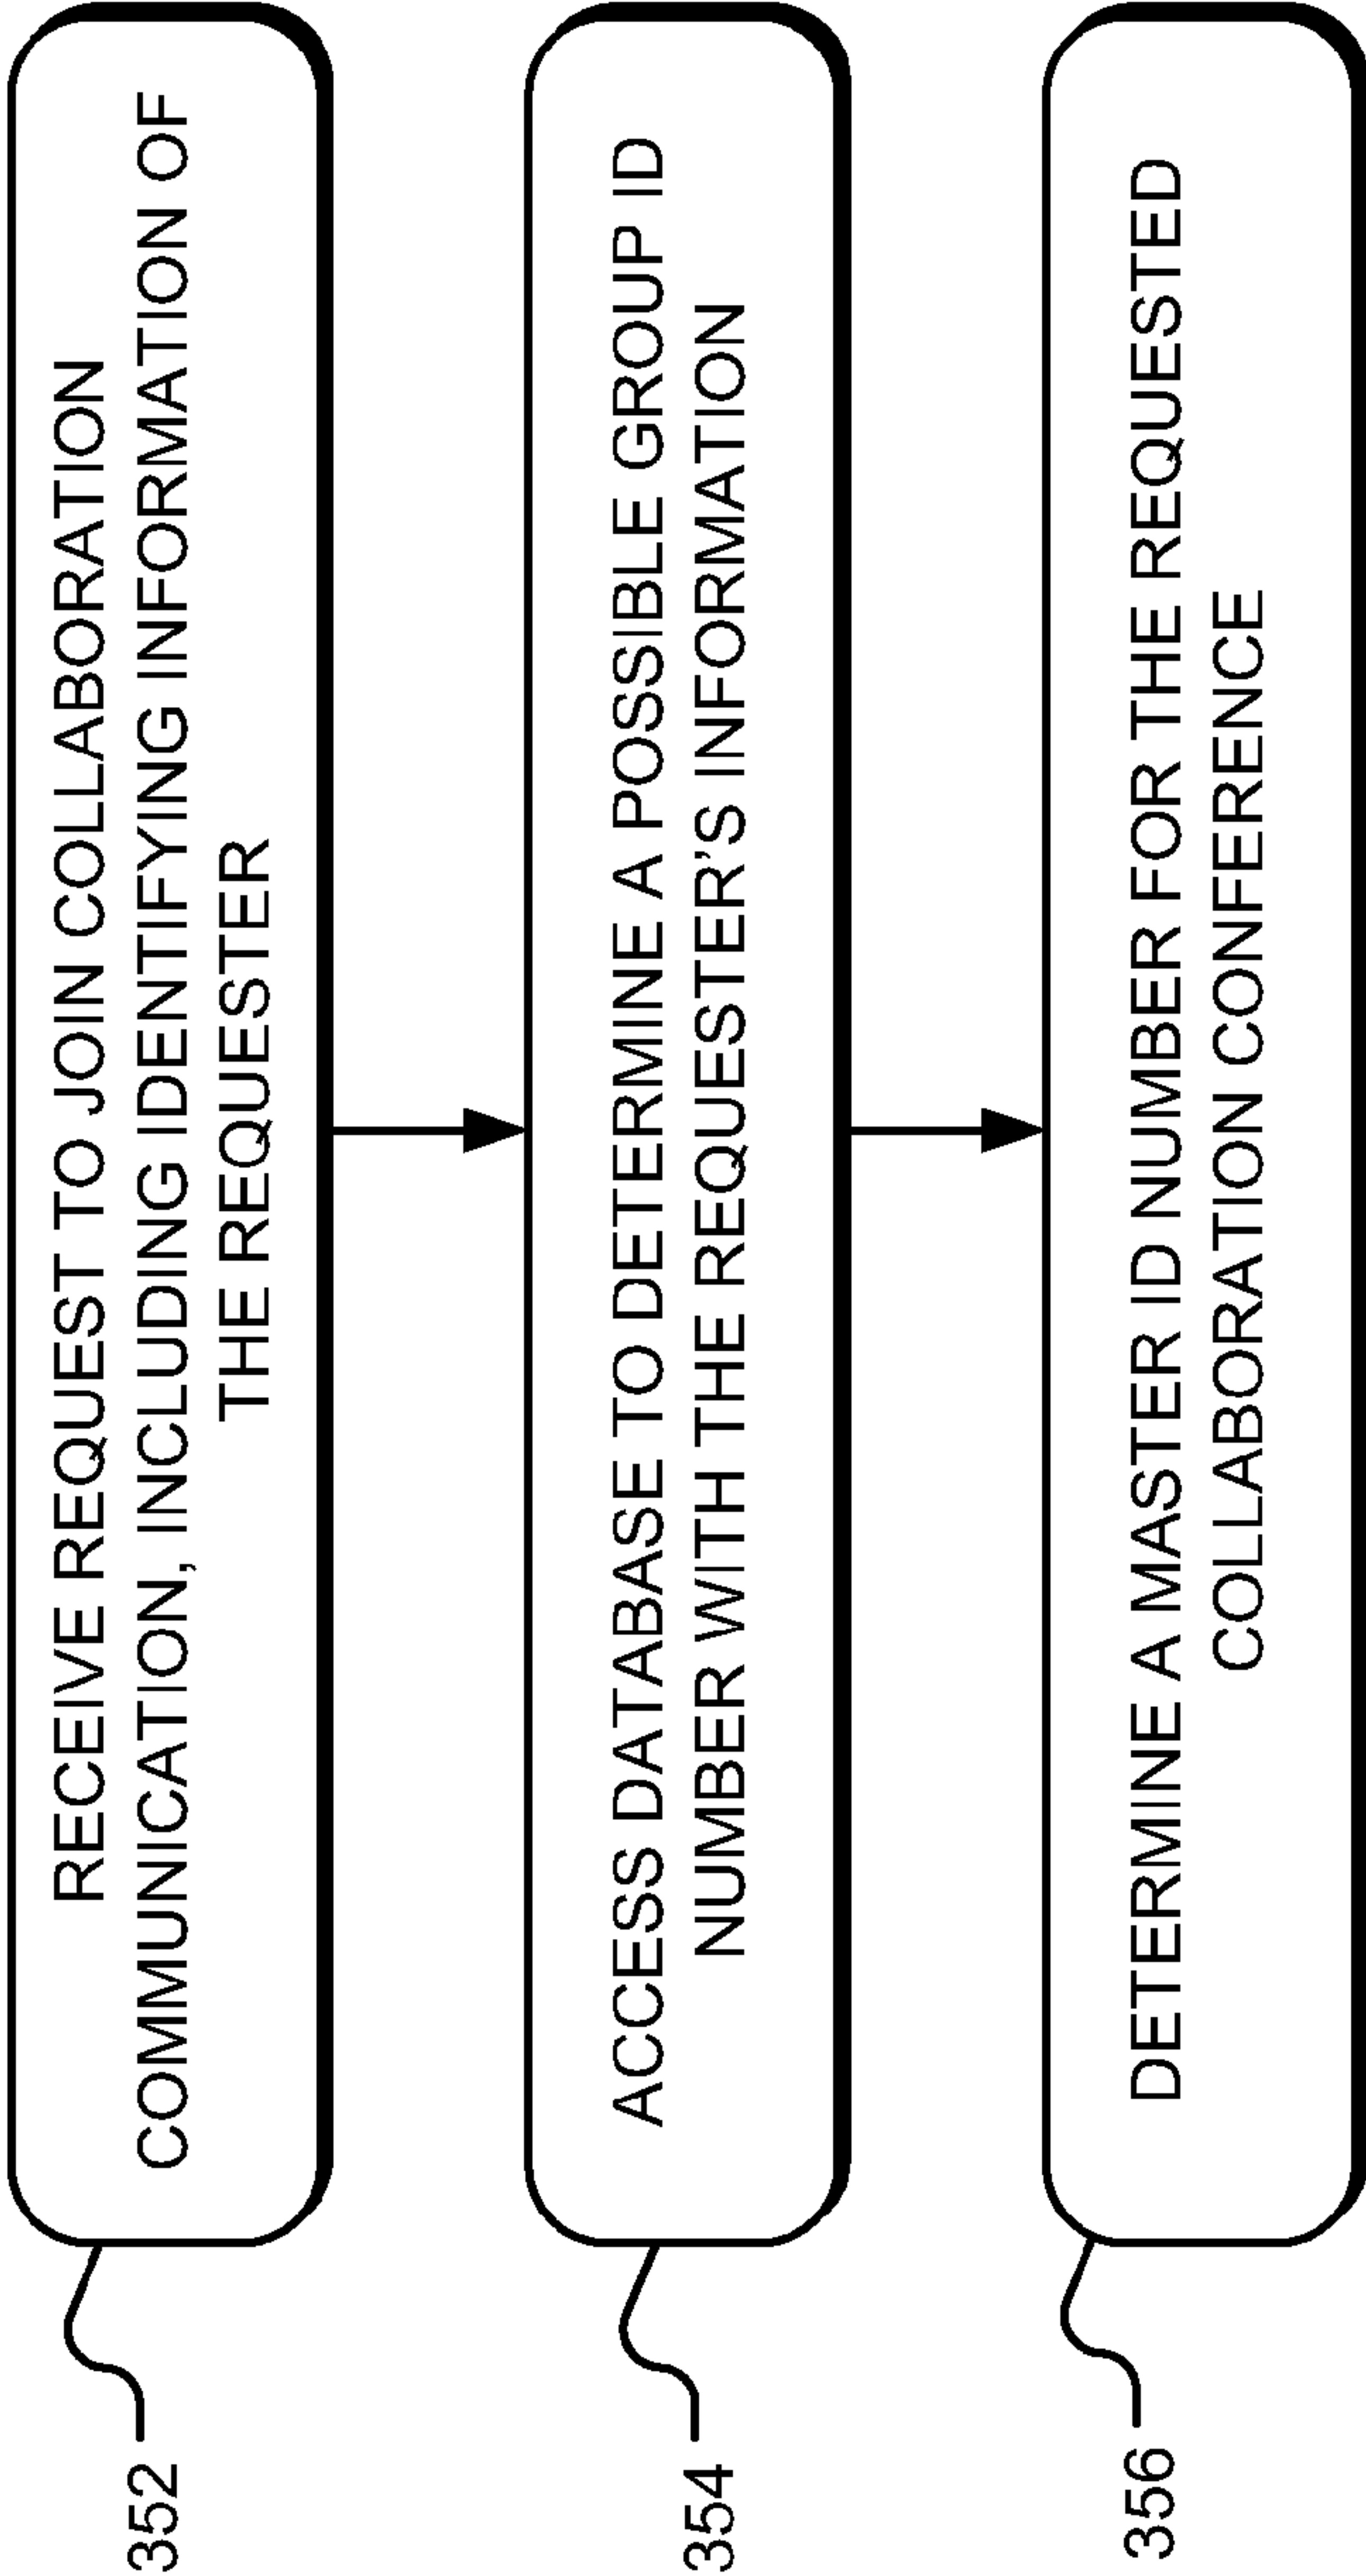 352
RECEIVE REQUEST TO JOIN COLLABORATION
COMMUNICATION, INCLUDING IDENTIFYING INFORMATION OF
THE REQUESTER
354
ACCESS DATABASE TO DETERMINE A POSSIBLE GROUP ID
NUMBER WITH THE REQUESTER'S INFORMATION
356
DETERMINE A MASTER ID NUMBER FOR THE REQUESTED
COLLABORATION CONFERENCE